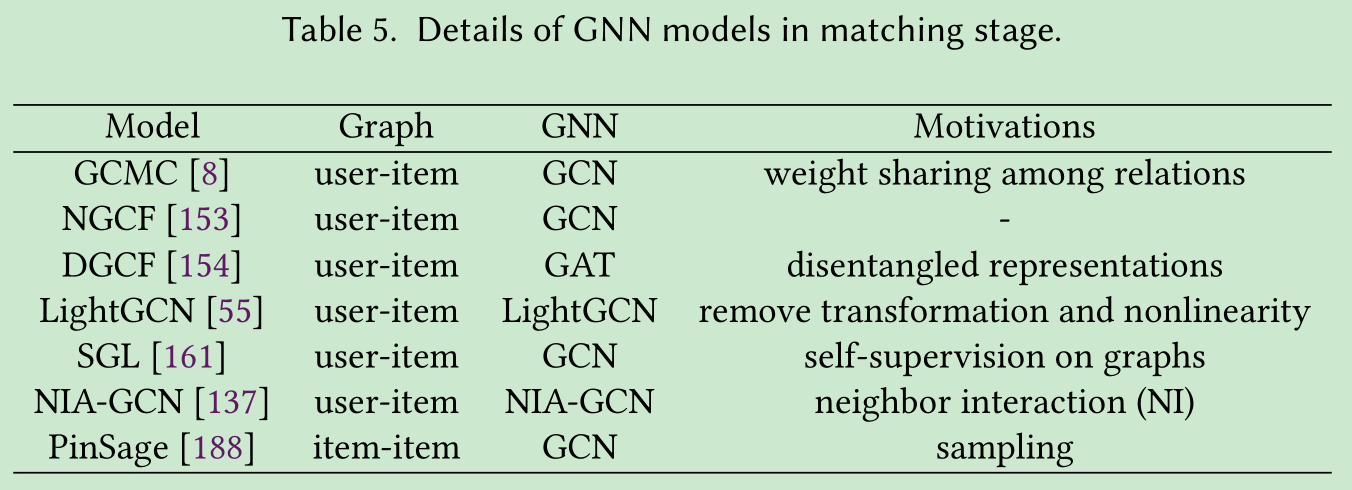 Table 5. Details of GNN models in matching stage.
Model Graph GNN Motivations
GCMC [8] user-item GCN weight sharing among relations
NGCF [153] user-item GCN -
DGCF [154] user-item GAT disentangled representations
LightGCN [55] user-item LightGCN remove transformation and nonlinearity
SGL [161] user-item GCN self-supervision on graphs
NIA-GCN [137] user-item NIA-GCN neighbor interaction (NI)
PinSage [188] item-item GCN sampling